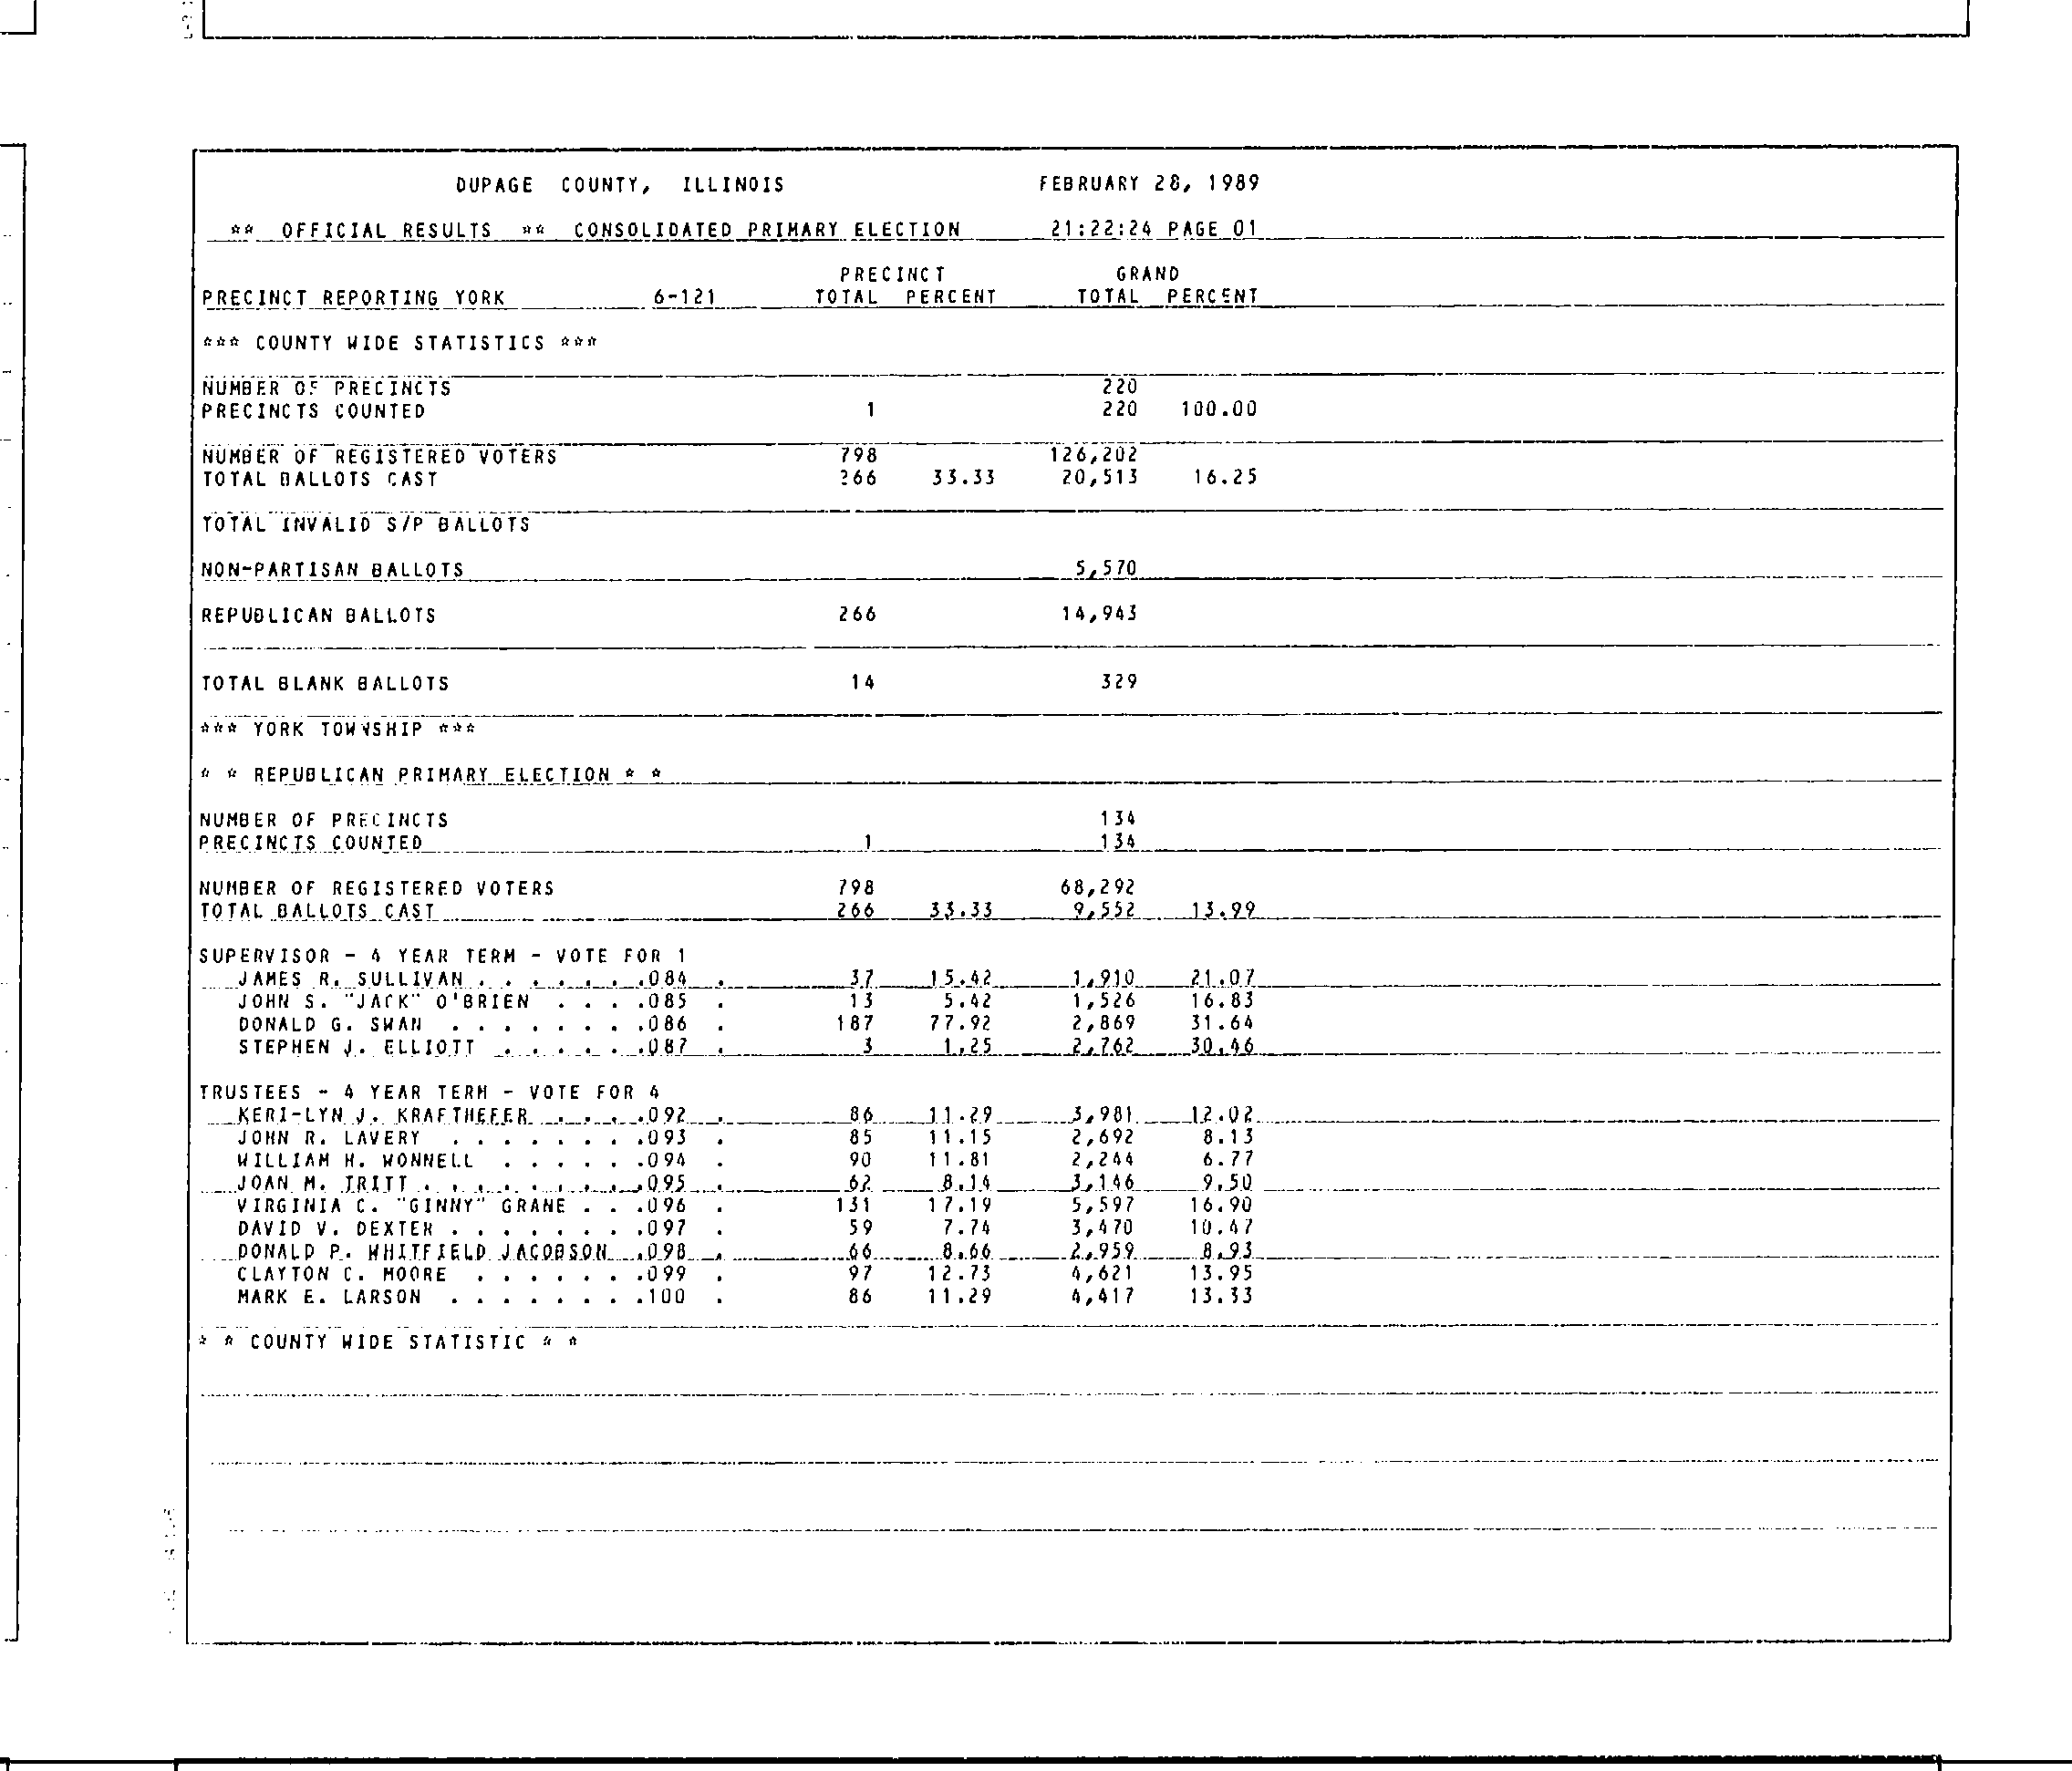 DUPAGE COUNTY, ILLINOIS FEBRUARY 28, 1989
** OFFICIAL RESULTS ** CONSOLIDATED PRIMARY ELECTION 21:22:24 PAGE 01
PRECINCT GRAND
PRECINCT REPORTING YORK 6-121 TOTAL PERCENT TOTAL PERCENT
*** COUNTY WIDE STATISTICS ***
NUMBER OF PRECINCTS 220
PRECINCTS COUNTED 1 220 100.00
NUMBER OF REGISTERED VOTERS 798 126,202
TOTAL BALLOTS CAST 266 33.33 20,513 16.25
TOTAL INVALID S/P BALLOTS
NON-PARTISAN BALLOTS 5,570
REPUBLICAN BALLOTS 266 14,943
TOTAL BLANK BALLOTS 14 329
*** YORK TOWNSHIP ***
* * REPUBLICAN PRIMARY ELECTION * *
NUMBER OF PRECINCTS 134
PRECINCTS COUNTED 1 134
NUMBER OF REGISTERED VOTERS 798 68,292
TOTAL BALLOTS CAST 266 33.33 9,552 13.99
SUPERVISOR - 4 YEAR TERM - VOTE FOR 1
JAMES R. SULLIVAN . . . . . . .084 . 37 15.42 1,910 21.07
JOHN S. "JACK" O'BRIEN . . . .085 . 13 5.42 1,526 16.83
DONALD G. SWAN . . . . . . . .086 . 187 77.92 2,869 31.64
STEPHEN J. ELLIOTT . . . . . .087 . 3 1.25 2,762 30.46
TRUSTEES - 4 YEAR TERM - VOTE FOR 4
KERI-LYN J. KRAFTHEFER . . . .092 . 86 11.29 3,981 12.02
JOHN R. LAVERY . . . . . . . .093 . 85 11.15 2,692 8.13
WILLIAM H. WONNELL . . . . . .094 . 90 11.81 2,244 6.77
JOAN M. TRITT . . . . . . . . .095 . 62 8.14 3,146 9.50
VIRGINIA C. "GINNY" GRANE . . .096 . 131 17.19 5,597 16.90
DAVID V. DEXTER . . . . . . . .097 . 59 7.74 3,470 10.47
DONALD P. WHITFIELD JACOBSON .098 . 66 8.66 2,959 8.93
CLAYTON C. MOORE . . . . . . .099 . 97 12.73 4,621 13.95
MARK E. LARSON . . . . . . . .100 . 86 11.29 4,417 13.33
* * COUNTY WIDE STATISTIC * *